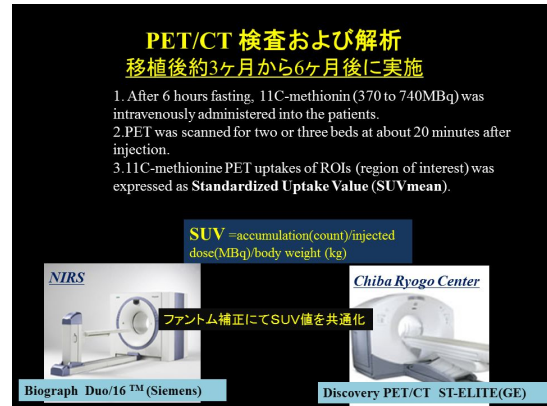 PET/CT 検査および解析
移植後約3ヶ月から6ヶ月後に実施
1. After 6 hours fasting, 11C-methionin (370 to 740MBq) was
intravenously administered into the patients.
2.PET was scanned for two or three beds at about 20 minutes after
injection.
3.11C-methionine PET uptakes of ROIs (region of interest) was
expressed as Standardized Uptake Value (SUVmean).
SUV =accumulation(count)/injected
dose(MBq)/body weight (kg)
NIRS
Chiba Ryogo Center
ファントム補正にてSUV値を共通化
Biograph Duo/16 TM (Siemens)
Discovery PET/CT ST-ELITE(GE)